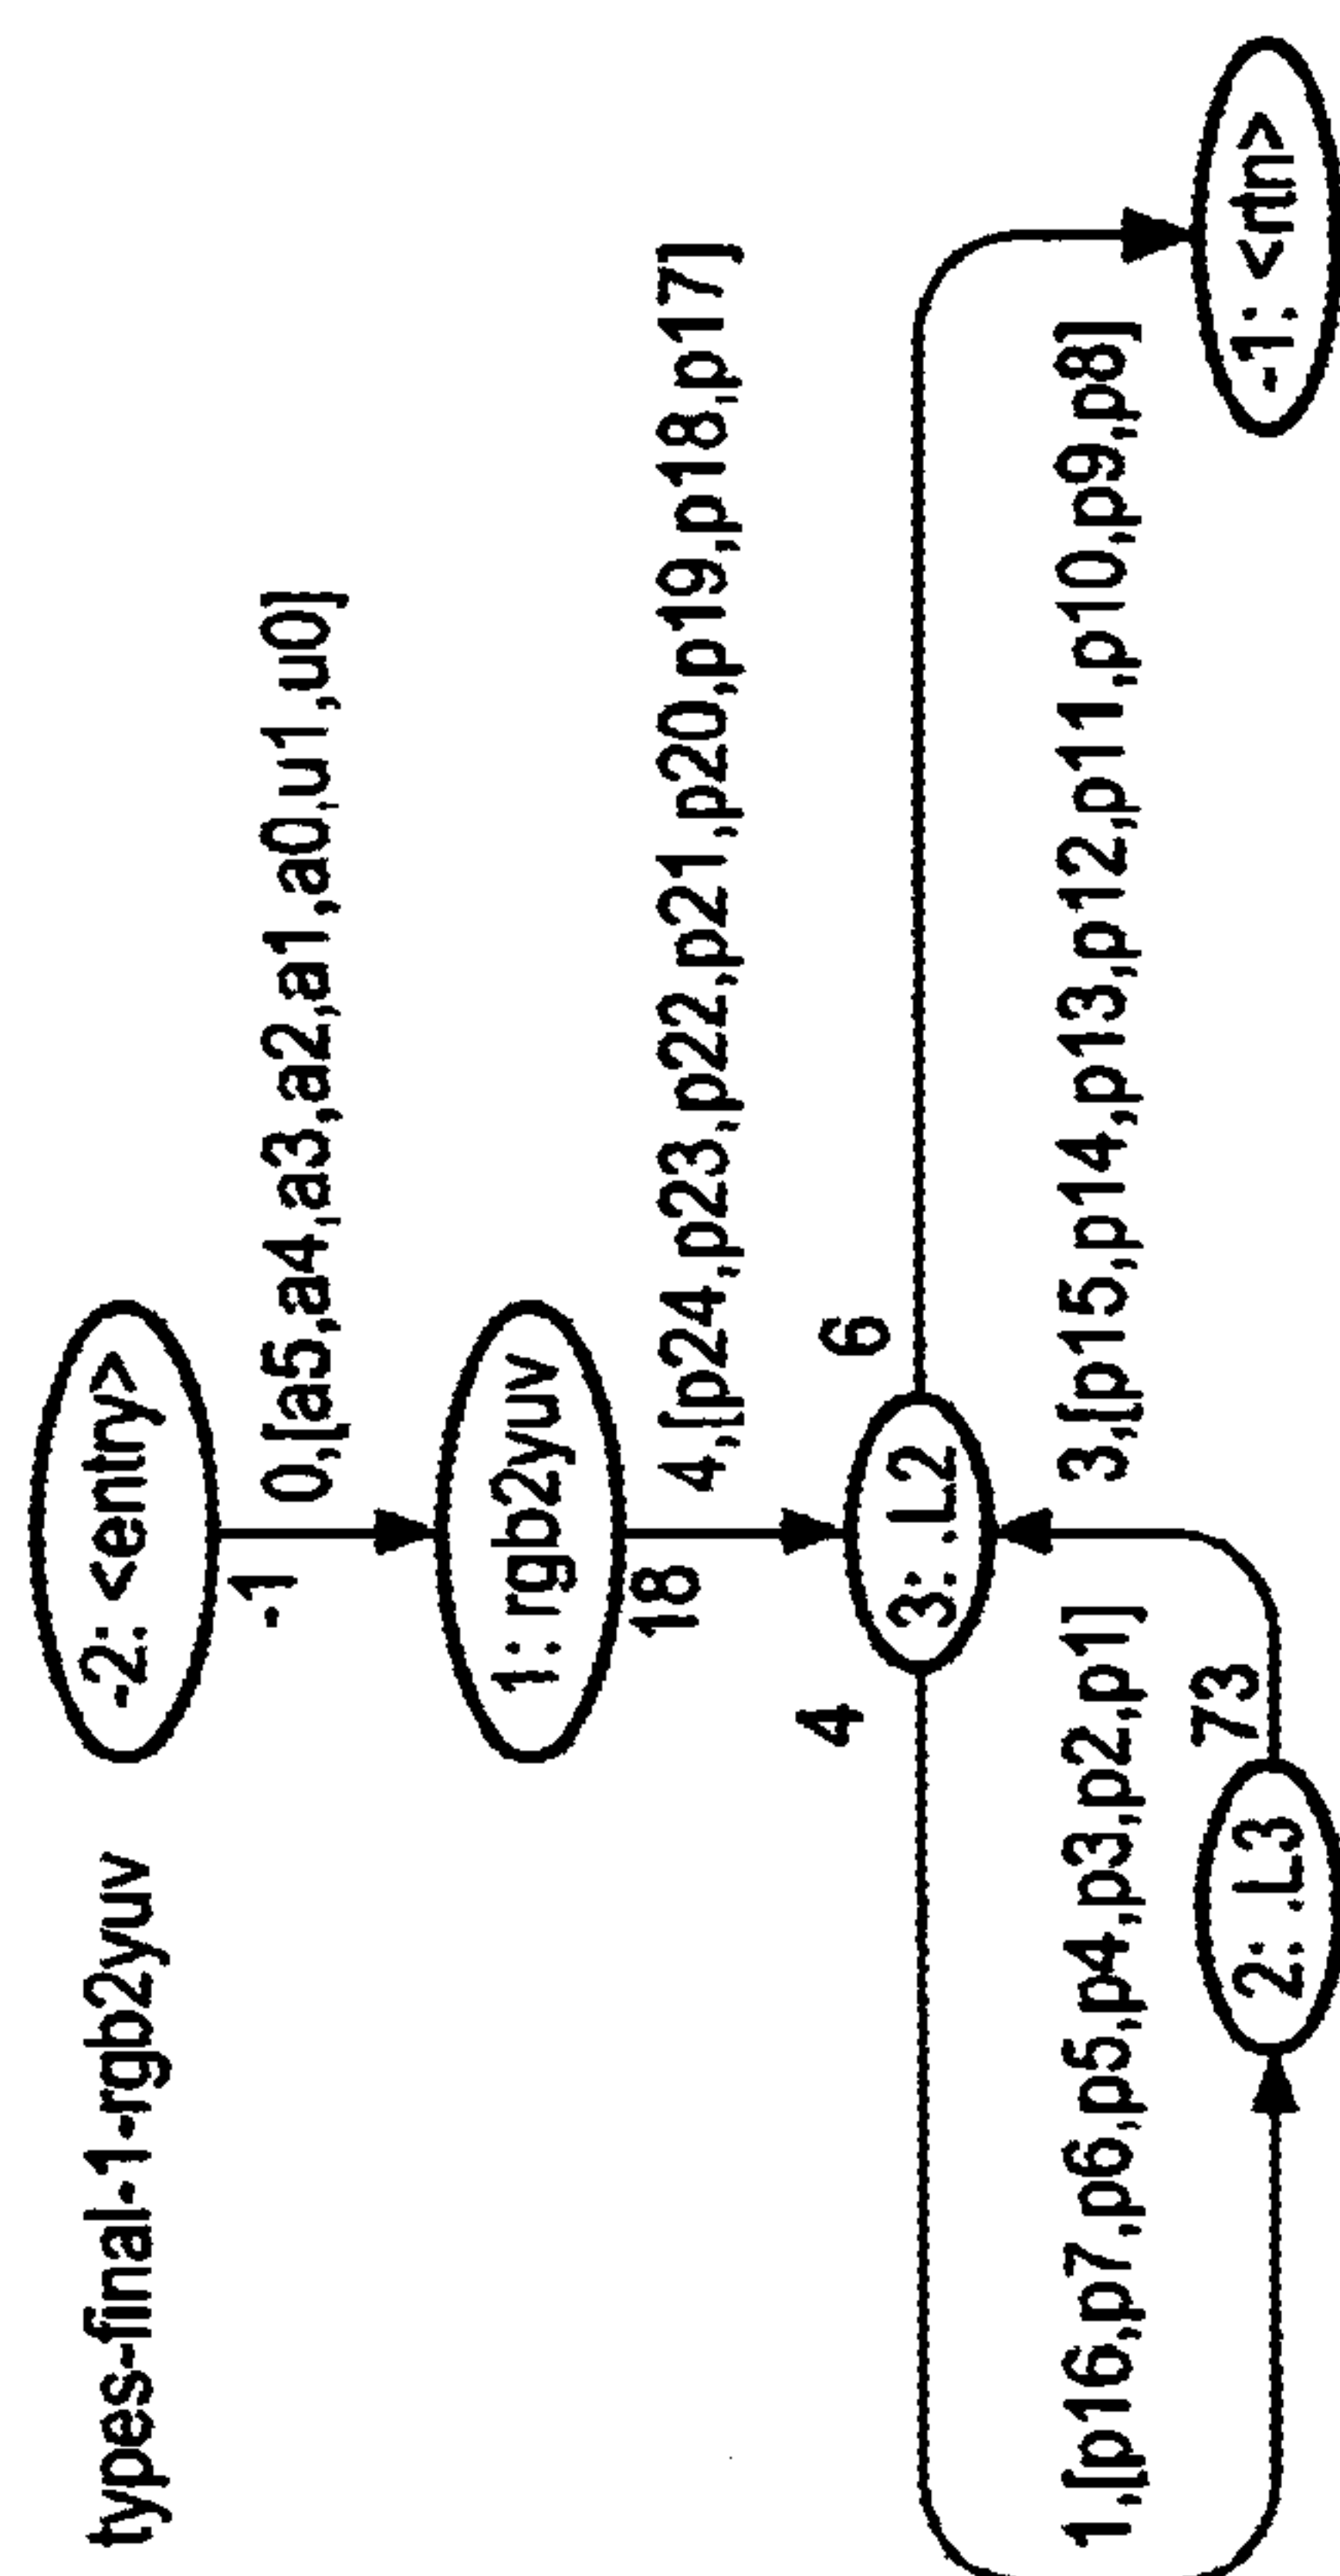 types-final-1-rgb2yuv
-2: <entry>
-1
0,[a5,a4,a3,a2,a1,a0,u1,u0]
1: rgb2yuv
18
4,[p24,p23,p22,p21,p20,p19,p18,p17]
4
3: .L2
6
1,[p16,p7,p6,p5,p4,p3,p2,p1]
3,[p15,p14,p13,p12,p11,p10,p9,p8]
73
2: .L3
-1: <rtn>